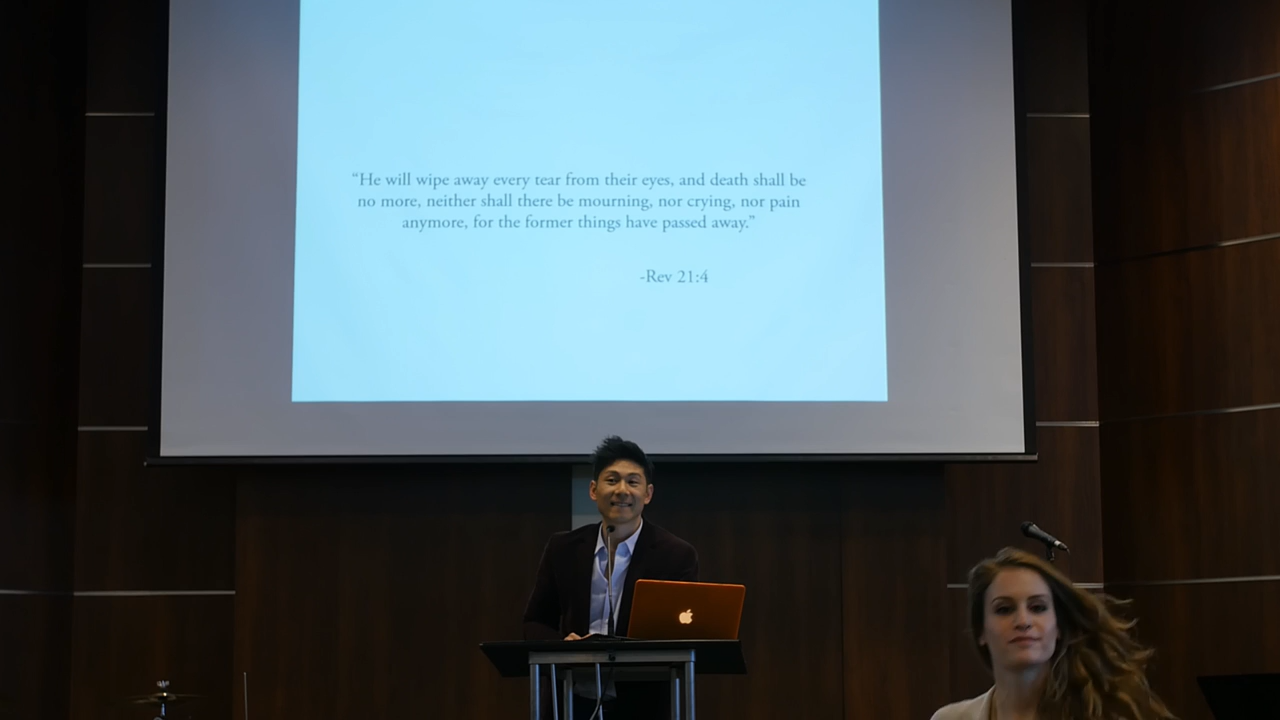 “He will wipe away every tear from their eyes, and death shall be
no more, neither shall there be mourning, nor crying, nor pain
anymore, for the former things have passed away.”
-Rev 21:4